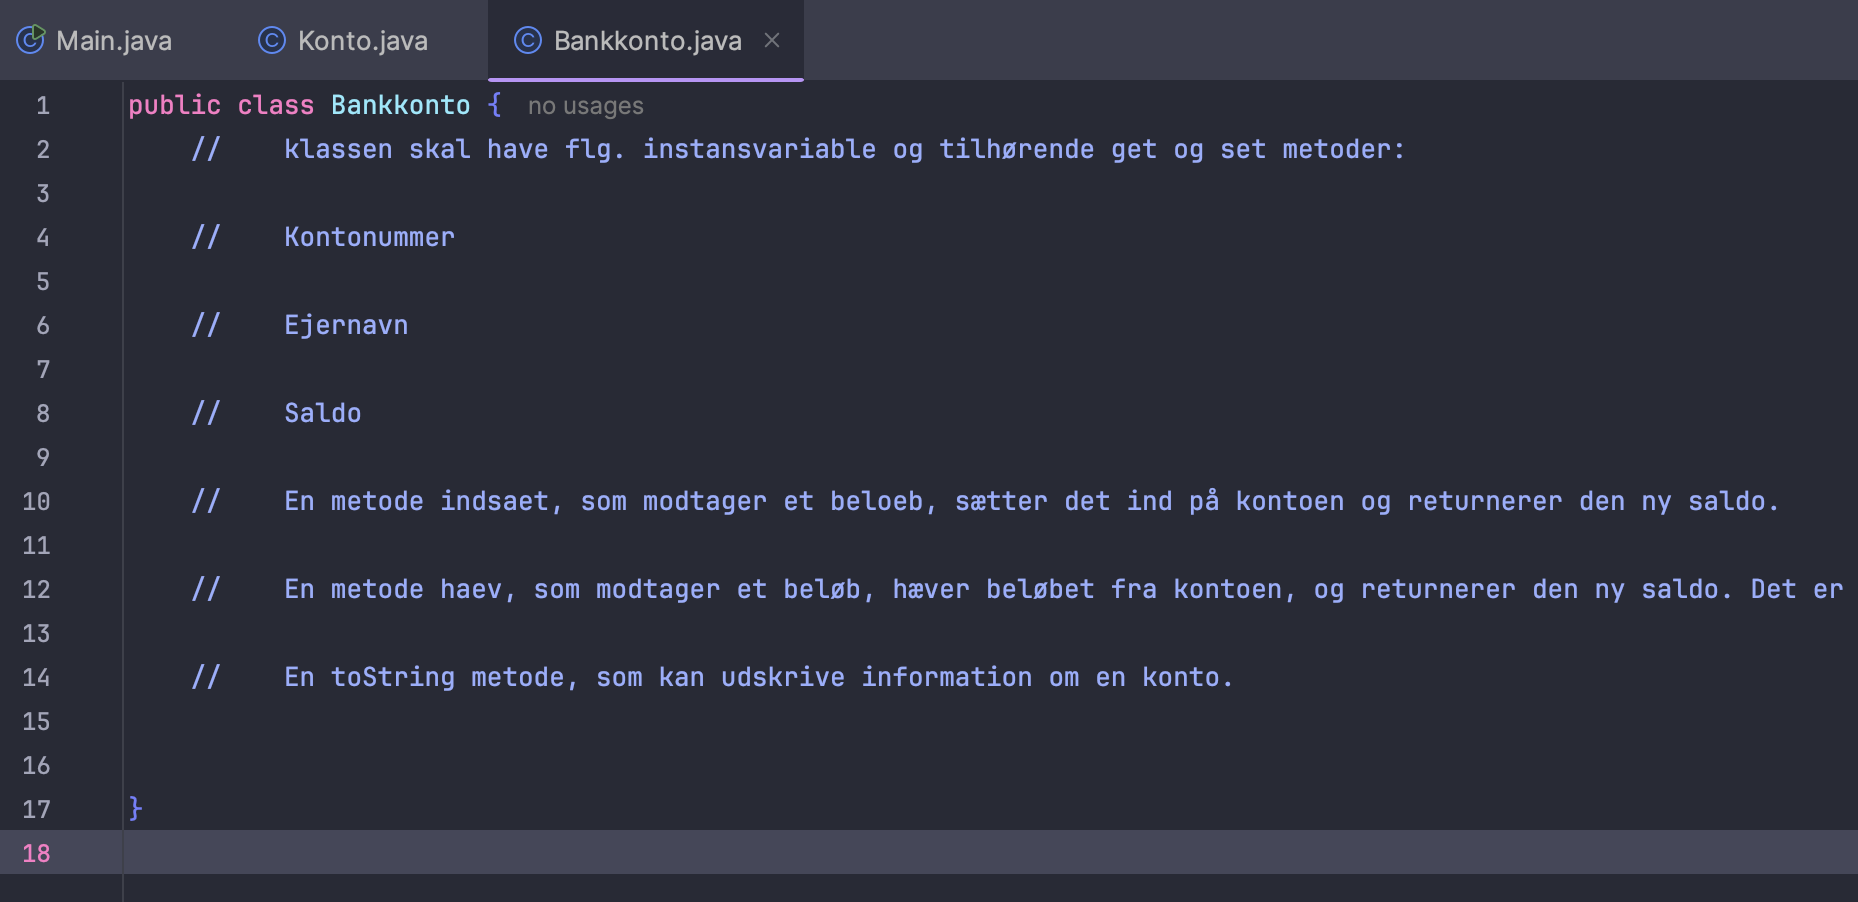 Main.java Konto.java Bankkonto.java
1 public class Bankkonto { no usages
2 // klassen skal have flg. instansvariable og tilhørende get og set metoder:
3
4 // Kontonummer
5
6 // Ejernavn
7
8 // Saldo
9
10 // En metode indsaet, som modtager et beloeb, sætter det ind på kontoen og returnerer den ny saldo.
11
12 // En metode haev, som modtager et beløb, hæver beløbet fra kontoen, og returnerer den ny saldo. Det er
13
14 // En toString metode, som kan udskrive information om en konto.
15
16
17 }
18